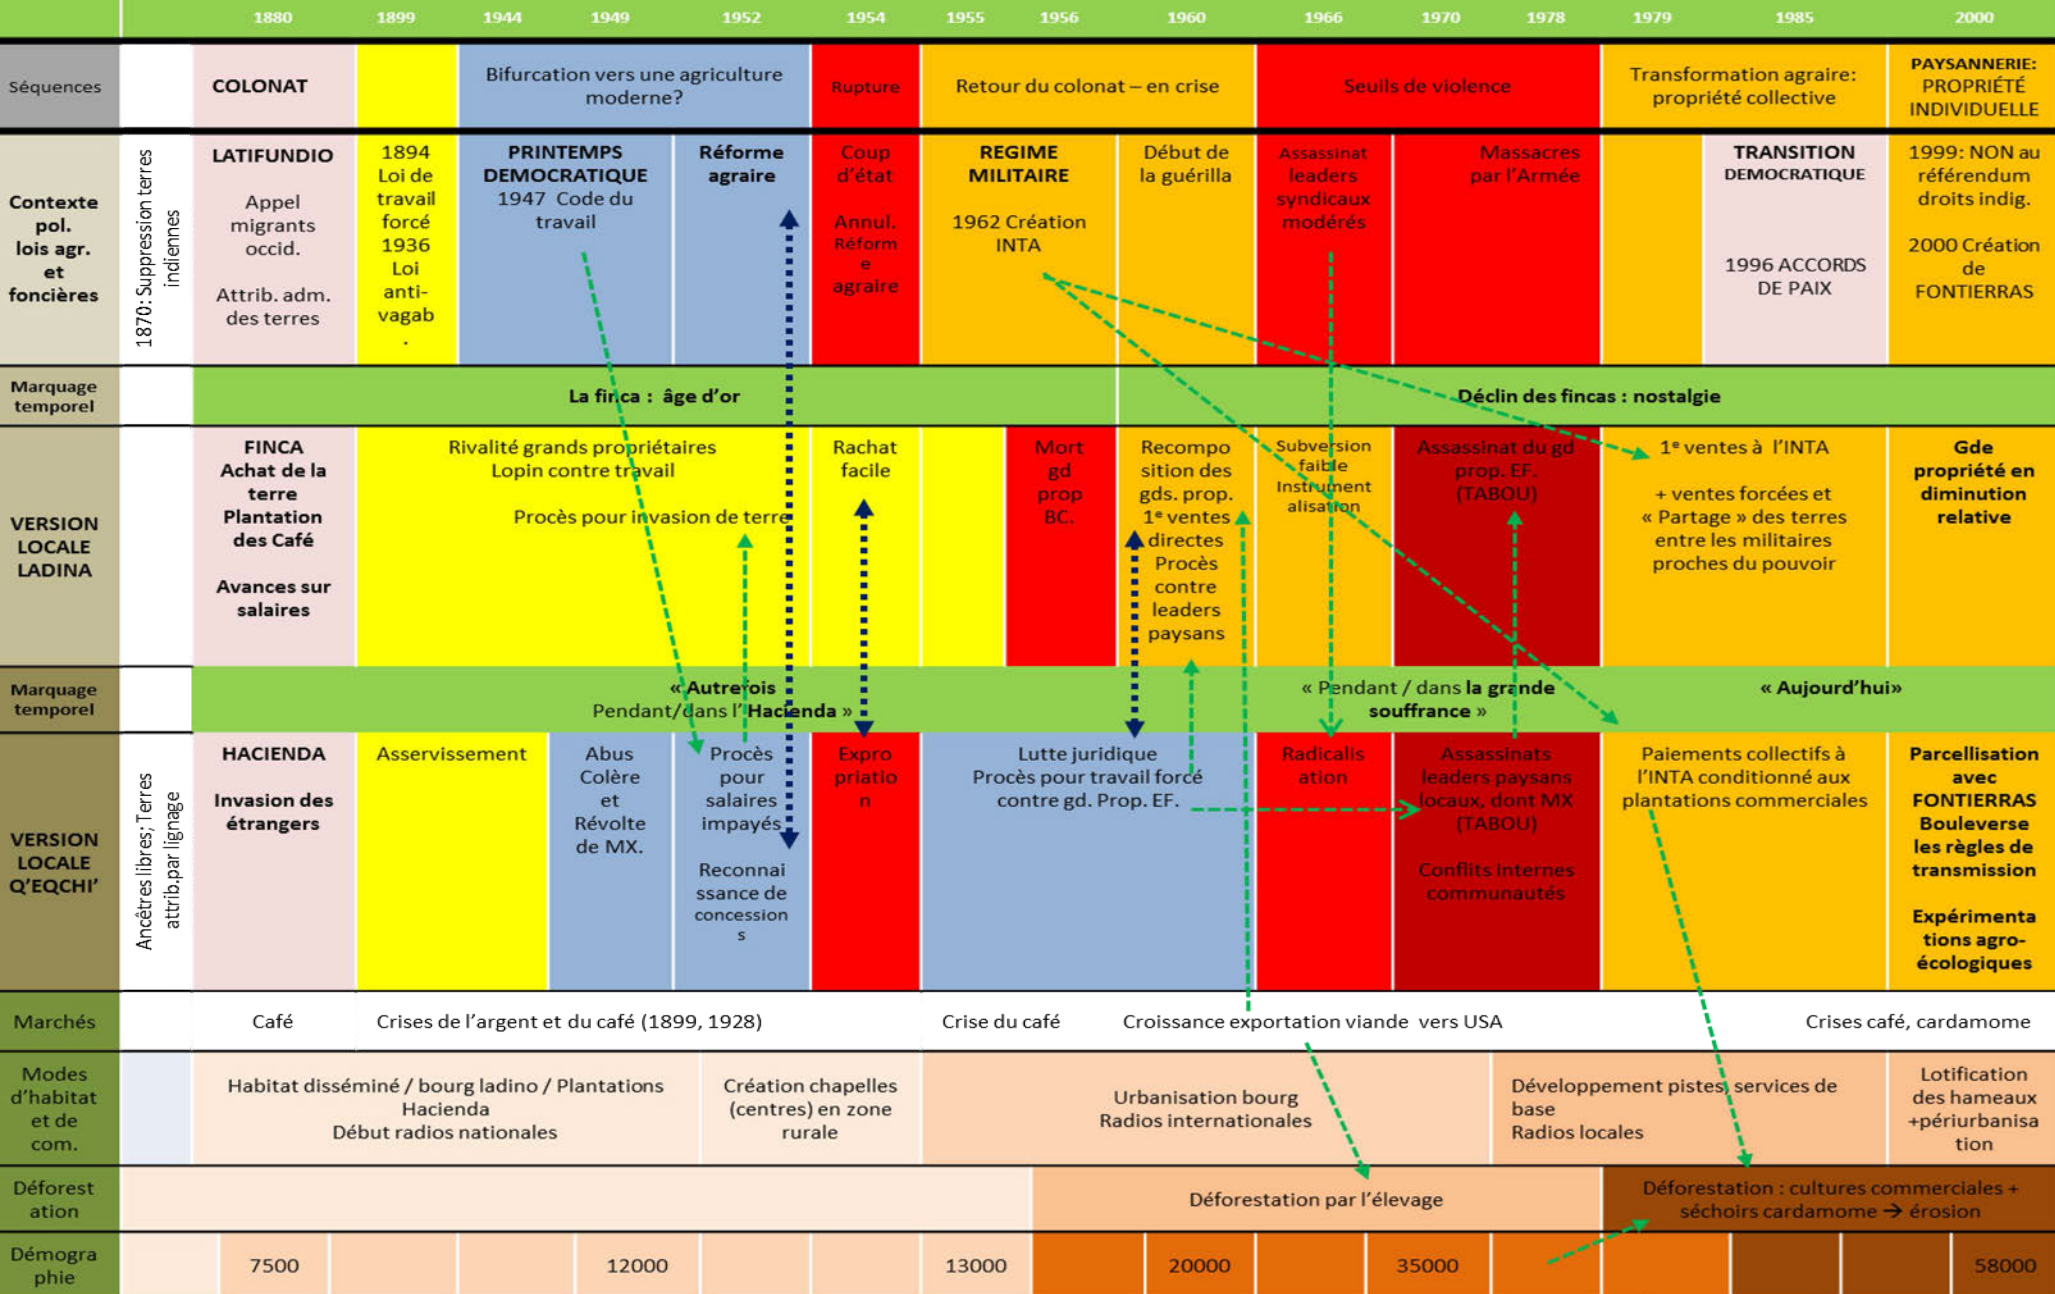 1880 1899 1944 1949 1952 1954 1955 1956 1960 1966 1970 1978 1979 1985 2000
Séquences
COLONAT
Bifurcation vers une agriculture
moderne?
Rupture
Retour du colonat – en crise
Seuils de violence
Transformation agraire:
propriété collective
PAYSANNERIE:
PROPRIÉTÉ
INDIVIDUELLE
Contexte
pol.
lois agr.
et
foncières
1870: Suppression terres
indiennes
LATIFUNDIO
Appel
migrants
occid.
Attrib. adm.
des terres
1894
Loi de
travail
forcé
1936
Loi
anti-
vagab
.
PRINTEMPS
DEMOCRATIQUE
1947 Code du
travail
Réforme
agraire
Coup
d'état
Annul.
Réform
e
agraire
REGIME
MILITAIRE
1962 Création
INTA
Début de
la guérilla
Assassinat
leaders
syndicaux
modérés
Massacres
par l'Armée
TRANSITION
DEMOCRATIQUE
1996 ACCORDS
DE PAIX
1999: NON au
référendum
droits indig.
2000 Création
de
FONTIERRAS
Marquage
temporel
La finca : âge d'or
Déclin des fincas : nostalgie
VERSION
LOCALE
LADINA
FINCA
Achat de la
terre
Plantation
des Café
Avances sur
salaires
Rivalité grands propriétaires
Lopin contre travail
Procès pour invasion de terre
Rachat
facile
Mort
gd
prop
BC.
Recompo
sition des
gds. prop.
1e ventes
directes
Procès
contre
leaders
paysans
Subversion
faible
Instrument
alisation
Assassinat du gd
prop. EF.
(TABOU)
1e ventes à l'INTA
+ ventes forcées et
« Partage » des terres
entre les militaires
proches du pouvoir
Gde
propriété en
diminution
relative
Marquage
temporel
« Autrefois
Pendant/dans l' Hacienda »
« Pendant / dans la grande
souffrance »
« Aujourd'hui»
VERSION
LOCALE
Q'EQCHI'
Ancêtres libres; Terres
attrib.par lignage
HACIENDA
Invasion des
étrangers
Asservissement
Abus
Colère
et
Révolte
de MX.
Procès
pour
salaires
impayés
Reconnai
ssance de
concession
s
Expro
priatio
n
Lutte juridique
Procès pour travail forcé
contre gd. Prop. EF.
Radicalis
ation
Assassinats
leaders paysans
locaux, dont MX
(TABOU)
Conflits internes
communautés
Paiements collectifs à
l'INTA conditionné aux
plantations commerciales
Parcellisation
avec
FONTIERRAS
Bouleverse
les règles de
transmission
Expérimenta
tions agro-
écologiques
Marchés
Café
Crises de l'argent et du café (1899, 1928)
Crise du café
Croissance exportation viande vers USA
Crises café, cardamome
Modes
d'habitat
et de
com.
Habitat disséminé / bourg ladino / Plantations
Hacienda
Début radios nationales
Création chapelles
(centres) en zone
rurale
Urbanisation bourg
Radios internationales
Développement pistes, services de
base
Radios locales
Lotification
des hameaux
+périurbanisa
tion
Déforest
ation
Déforestation par l'élevage
Déforestation : cultures commerciales +
séchoirs cardamome → érosion
Démogra
phie
7500 12000 13000 20000 35000 58000